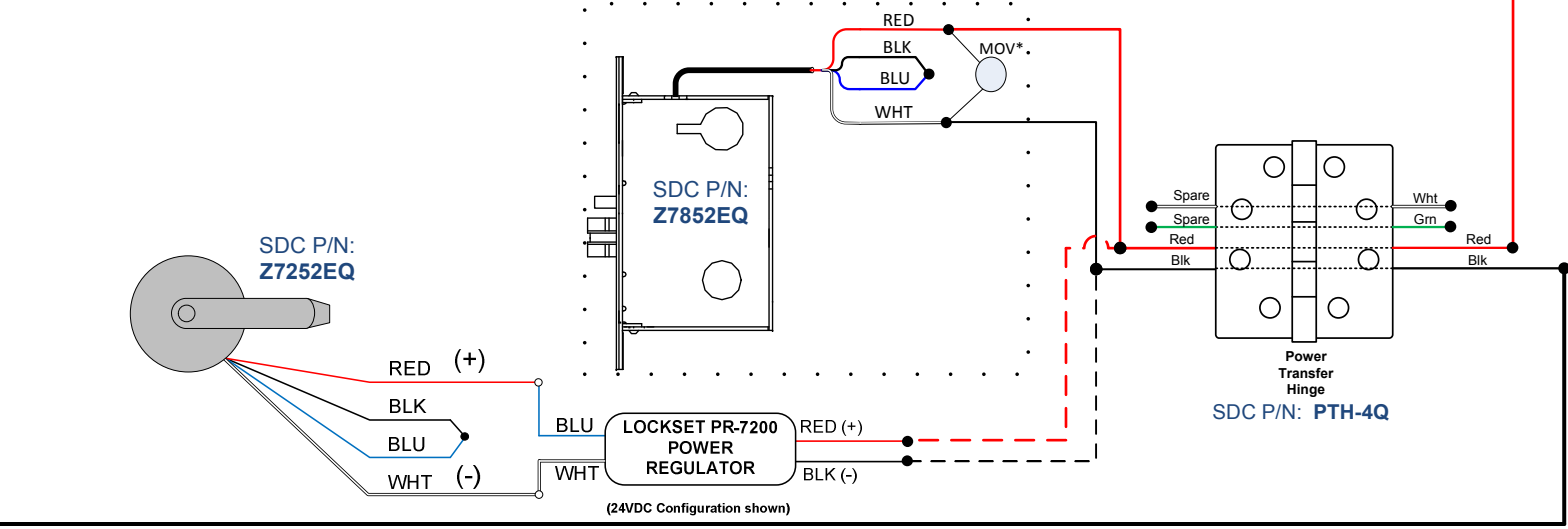 RED
BLK
MOV*
BLU
WHT
SDC P/N:
Z7852EQ
SDC P/N:
Z7252EQ
Spare
Wht
Spare
Grn
Red
Red
Blk
Blk
Power
Transfer
Hinge
SDC P/N: PTH-4Q
RED (+)
BLK
BLU
WHT (-)
BLU
WHT
LOCKSET PR-7200
POWER
REGULATOR
RED (+)
BLK (-)
(24VDC Configuration shown)